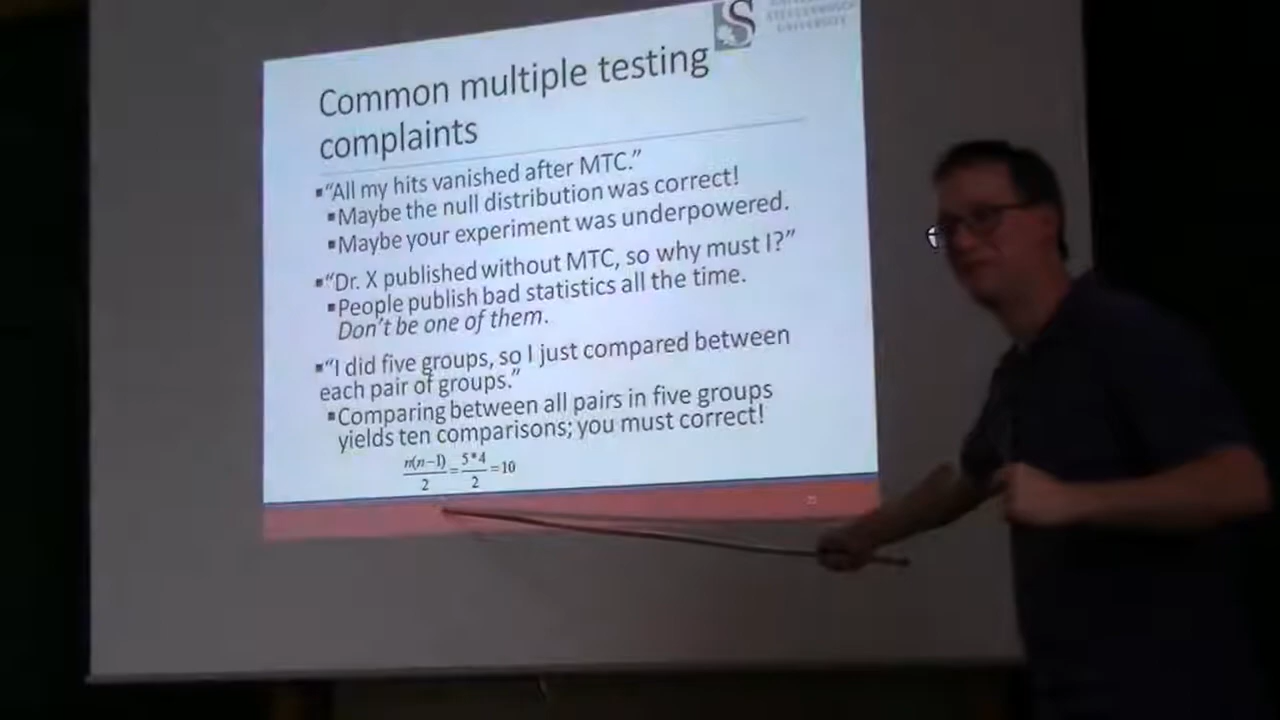 S
UNIVERSITY
Common multiple testing
complaints
▪“All my hits vanished after MTC.”
▪Maybe the null distribution was correct!
▪Maybe your experiment was underpowered.
▪“Dr. X published without MTC, so why must I?”
▪People publish bad statistics all the time.
Don’t be one of them.
▪“I did five groups, so I just compared between
each pair of groups.”
▪Comparing between all pairs in five groups
yields ten comparisons; you must correct!
n(n−1)/2 = 5*4/2 = 10